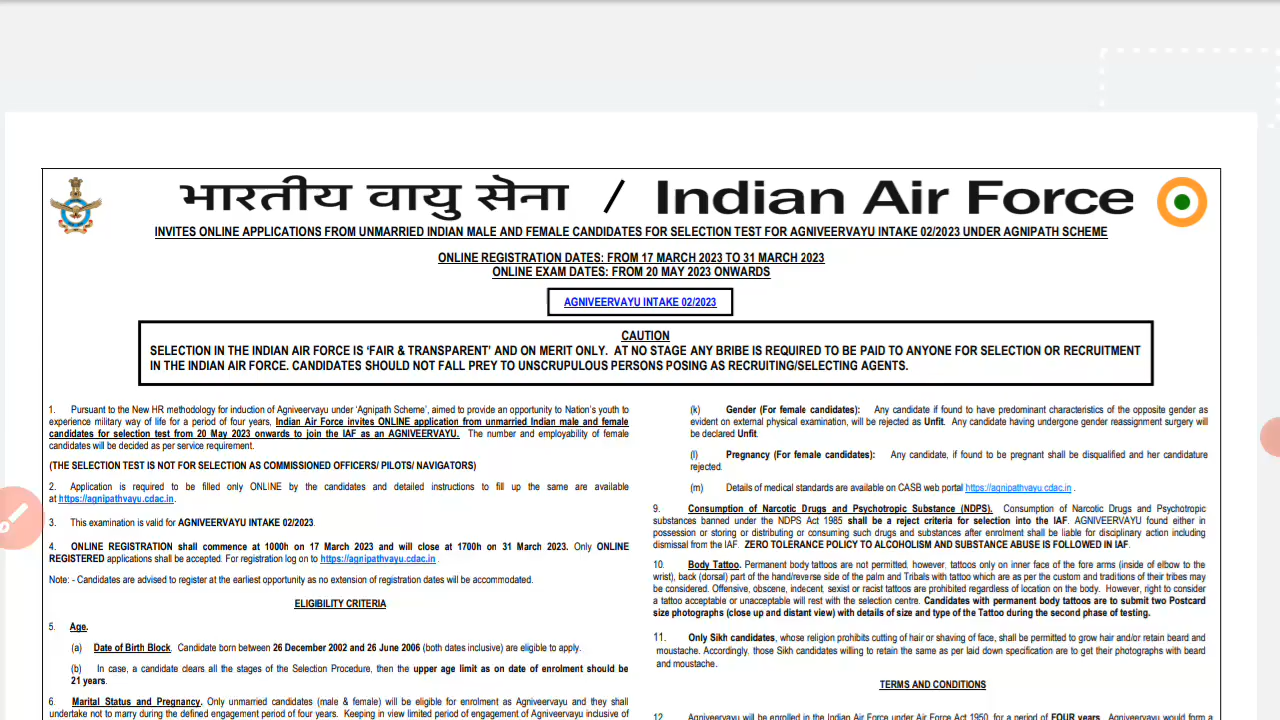 भारतीय वायु सेना / Indian Air Force
INVITES ONLINE APPLICATIONS FROM UNMARRIED INDIAN MALE AND FEMALE CANDIDATES FOR SELECTION TEST FOR AGNIVEERVAYU INTAKE 02/2023 UNDER AGNIPATH SCHEME
ONLINE REGISTRATION DATES: FROM 17 MARCH 2023 TO 31 MARCH 2023
ONLINE EXAM DATES: FROM 20 MAY 2023 ONWARDS
AGNIVEERVAYU INTAKE 02/2023
CAUTION
SELECTION IN THE INDIAN AIR FORCE IS ‘FAIR & TRANSPARENT’ AND ON MERIT ONLY. AT NO STAGE ANY BRIBE IS REQUIRED TO BE PAID TO ANYONE FOR SELECTION OR RECRUITMENT
IN THE INDIAN AIR FORCE. CANDIDATES SHOULD NOT FALL PREY TO UNSCRUPULOUS PERSONS POSING AS RECRUITING/SELECTING AGENTS.
1. Pursuant to the New HR methodology for induction of Agniveervayu under ‘Agnipath Scheme’, aimed to provide an opportunity to Nation’s youth to
experience military way of life for a period of four years, Indian Air Force invites ONLINE application from unmarried Indian male and female
candidates for selection test from 20 May 2023 onwards to join the IAF as an AGNIVEERVAYU. The number and employability of female
candidates will be decided as per service requirement.
(THE SELECTION TEST IS NOT FOR SELECTION AS COMMISSIONED OFFICERS/ PILOTS/ NAVIGATORS)
2. Application is required to be filled only ONLINE by the candidates and detailed instructions to fill up the same are available
at https://agnipathvayu.cdac.in.
3. This examination is valid for AGNIVEERVAYU INTAKE 02/2023.
4. ONLINE REGISTRATION shall commence at 1000h on 17 March 2023 and will close at 1700h on 31 March 2023. Only ONLINE
REGISTERED applications shall be accepted. For registration log on to https://agnipathvayu.cdac.in .
Note: - Candidates are advised to register at the earliest opportunity as no extension of registration dates will be accommodated.
ELIGIBILITY CRITERIA
5. Age.
(a) Date of Birth Block. Candidate born between 26 December 2002 and 26 June 2006 (both dates inclusive) are eligible to apply.
(b) In case, a candidate clears all the stages of the Selection Procedure, then the upper age limit as on date of enrolment should be
21 years.
6. Marital Status and Pregnancy. Only unmarried candidates (male & female) will be eligible for enrolment as Agniveervayu and they shall
undertake not to marry during the defined engagement period of four years. Keeping in view limited period of engagement of Agniveervayu inclusive of
(k) Gender (For female candidates): Any candidate if found to have predominant characteristics of the opposite gender as
evident on external physical examination, will be rejected as Unfit. Any candidate having undergone gender reassignment surgery will
be declared Unfit.
(l) Pregnancy (For female candidates): Any candidate, if found to be pregnant shall be disqualified and her candidature
rejected.
(m) Details of medical standards are available on CASB web portal https://agnipathvayu.cdac.in .
9. Consumption of Narcotic Drugs and Psychotropic Substance (NDPS). Consumption of Narcotic Drugs and Psychotropic
substances banned under the NDPS Act 1985 shall be a reject criteria for selection into the IAF. AGNIVEERVAYU found either in
possession or storing or distributing or consuming such drugs and substances after enrolment shall be liable for disciplinary action including
dismissal from the IAF. ZERO TOLERANCE POLICY TO ALCOHOLISM AND SUBSTANCE ABUSE IS FOLLOWED IN IAF.
10. Body Tattoo. Permanent body tattoos are not permitted, however, tattoos only on inner face of the fore arms (inside of elbow to the
wrist), back (dorsal) part of the hand/reverse side of the palm and Tribals with tattoo which are as per the custom and traditions of their tribes may
be considered. Offensive, obscene, indecent, sexist or racist tattoos are prohibited regardless of location on the body. However, right to consider
a tattoo acceptable or unacceptable will rest with the selection centre. Candidates with permanent body tattoos are to submit two Postcard
size photographs (close up and distant view) with details of size and type of the Tattoo during the second phase of testing.
11. Only Sikh candidates, whose religion prohibits cutting of hair or shaving of face, shall be permitted to grow hair and/or retain beard and
moustache. Accordingly, those Sikh candidates willing to retain the same as per laid down specification are to get their photographs with beard
and moustache.
TERMS AND CONDITIONS
12. Agniveervayu will be enrolled in the Indian Air Force under Air Force Act 1950, for a period of FOUR years. Agniveervayu would form a